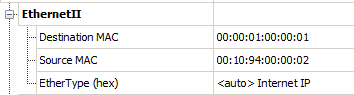 EthernetII
Destination MAC 00:00:01:00:00:01
Source MAC 00:10:94:00:00:02
EtherType (hex) <auto> Internet IP